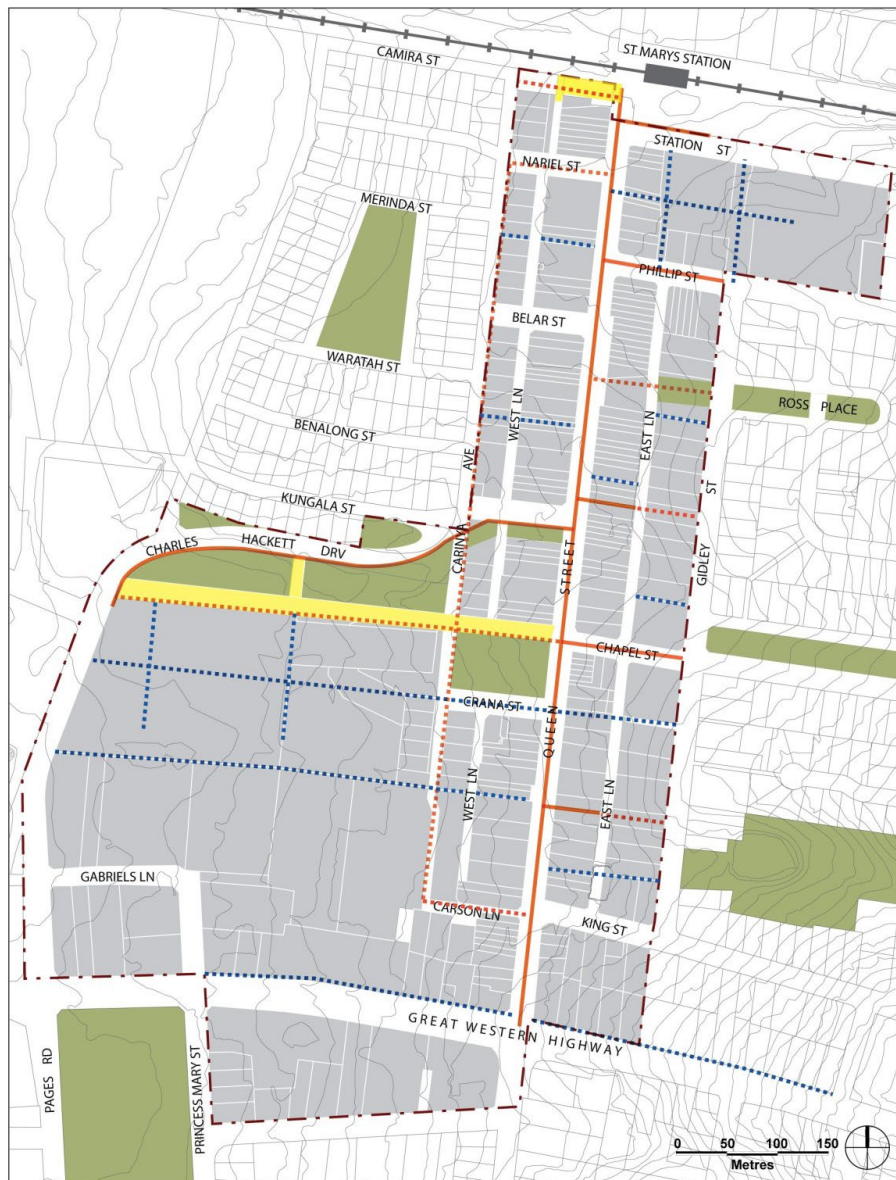 ST MARYS STATION
CAMIRA ST
STATION ST
NARIEL ST
MERINDA ST
PHILLIP ST
BELAR ST
WARATAH ST
WEST LN
ROSS PLACE
BENALONG ST
EAST LN
AVE
ST
KUNGALA ST
CHARLES HACKETT DRV
CARINYA
STREET
GIDLEY
CHAPEL ST
CRANA ST
QUEEN
WEST LN
EAST LN
GABRIELS LN
CARSON LN
KING ST
GREAT WESTERN HIGHWAY
PAGES RD
PRINCESS MARY ST
0 50 100 150
Metres